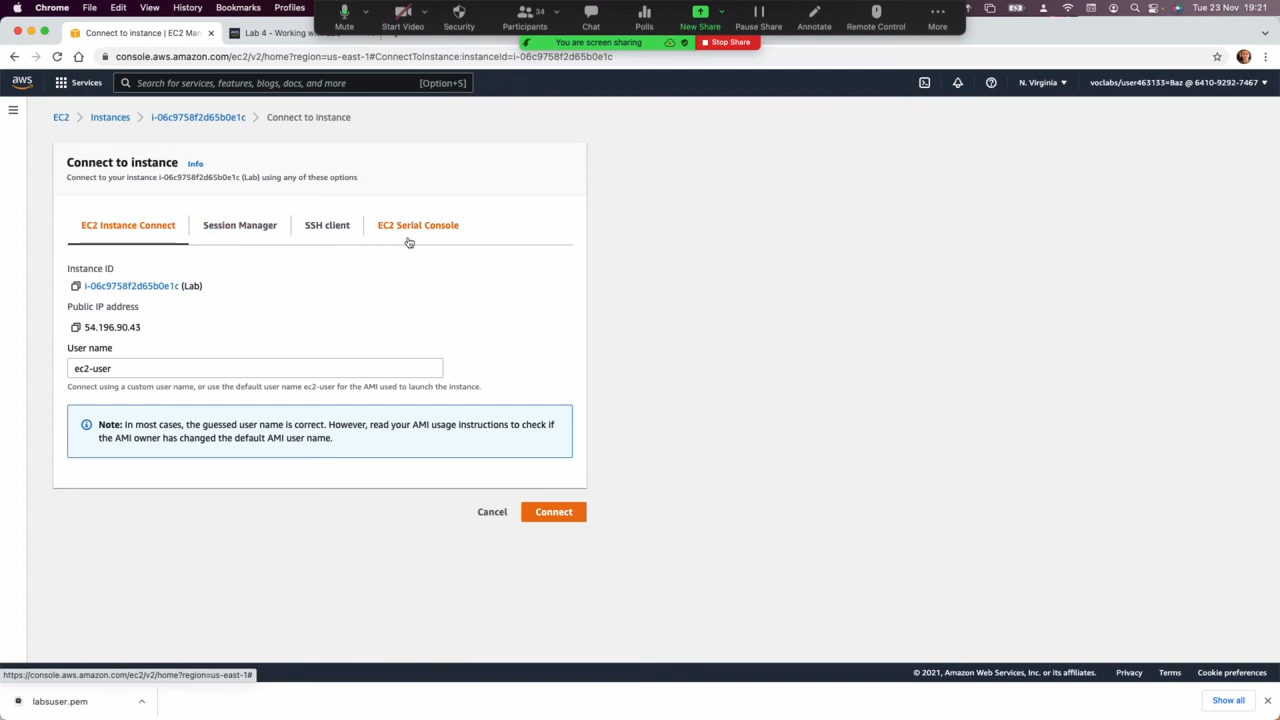 Chrome File Edit View History Bookmarks Profiles
Tue 23 Nov 19:21
Mute Start Video Security Participants 34 Chat Polls New Share Pause Share Annotate Remote Control More
You are screen sharing Stop Share
Connect to instance | EC2 Man
Lab 4 - Working with
console.aws.amazon.com/ec2/v2/home?region=us-east-1#ConnectToInstance:instanceId=i-06c9758f2d65b0e1c
aws Services Search for services, features, blogs, docs, and more [Option+S] N. Virginia voclabs/user463133=Baz @ 6410-9292-7467
EC2 Instances i-06c9758f2d65b0e1c Connect to instance
Connect to instance Info
Connect to your instance i-06c9758f2d65b0e1c (Lab) using any of these options
EC2 Instance Connect Session Manager SSH client EC2 Serial Console
Instance ID
i-06c9758f2d65b0e1c (Lab)
Public IP address
54.196.90.43
User name
ec2-user
Connect using a custom user name, or use the default user name ec2-user for the AMI used to launch the instance.
Note: In most cases, the guessed user name is correct. However, read your AMI usage instructions to check if
the AMI owner has changed the default AMI user name.
Cancel Connect
© 2021, Amazon Web Services, Inc. or its affiliates. Privacy Terms Cookie preferences
https://console.aws.amazon.com/ec2/v2/home?region=us-east-1#
labsuser.pem
Show all